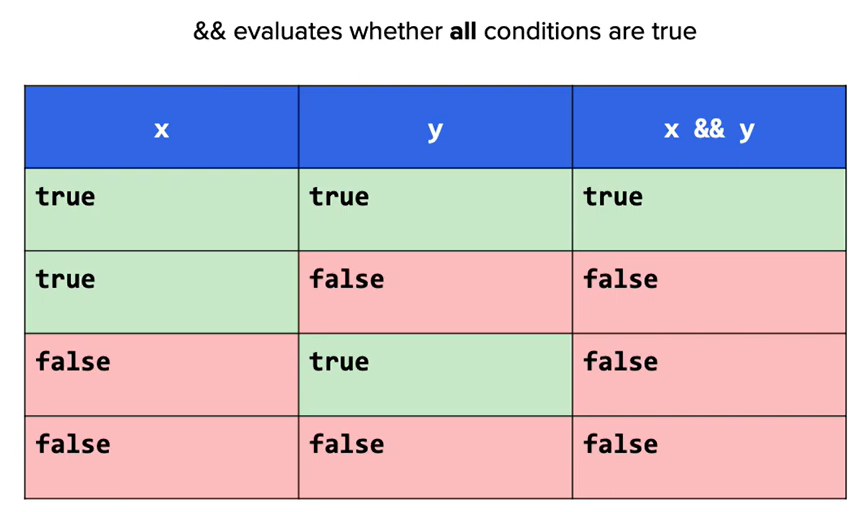 && evaluates whether all conditions are true
x y x && y
true true true
true false false
false true false
false false false